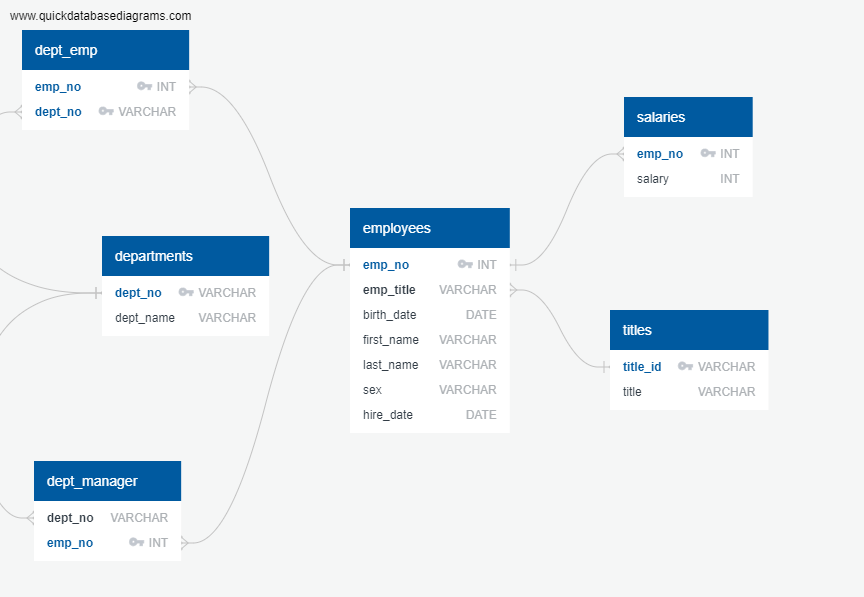 www.quickdatabasediagrams.com
dept_emp
emp_no INT
dept_no VARCHAR
departments
dept_no VARCHAR
dept_name VARCHAR
dept_manager
dept_no VARCHAR
emp_no INT
employees
emp_no INT
emp_title VARCHAR
birth_date DATE
first_name VARCHAR
last_name VARCHAR
sex VARCHAR
hire_date DATE
salaries
emp_no INT
salary INT
titles
title_id VARCHAR
title VARCHAR